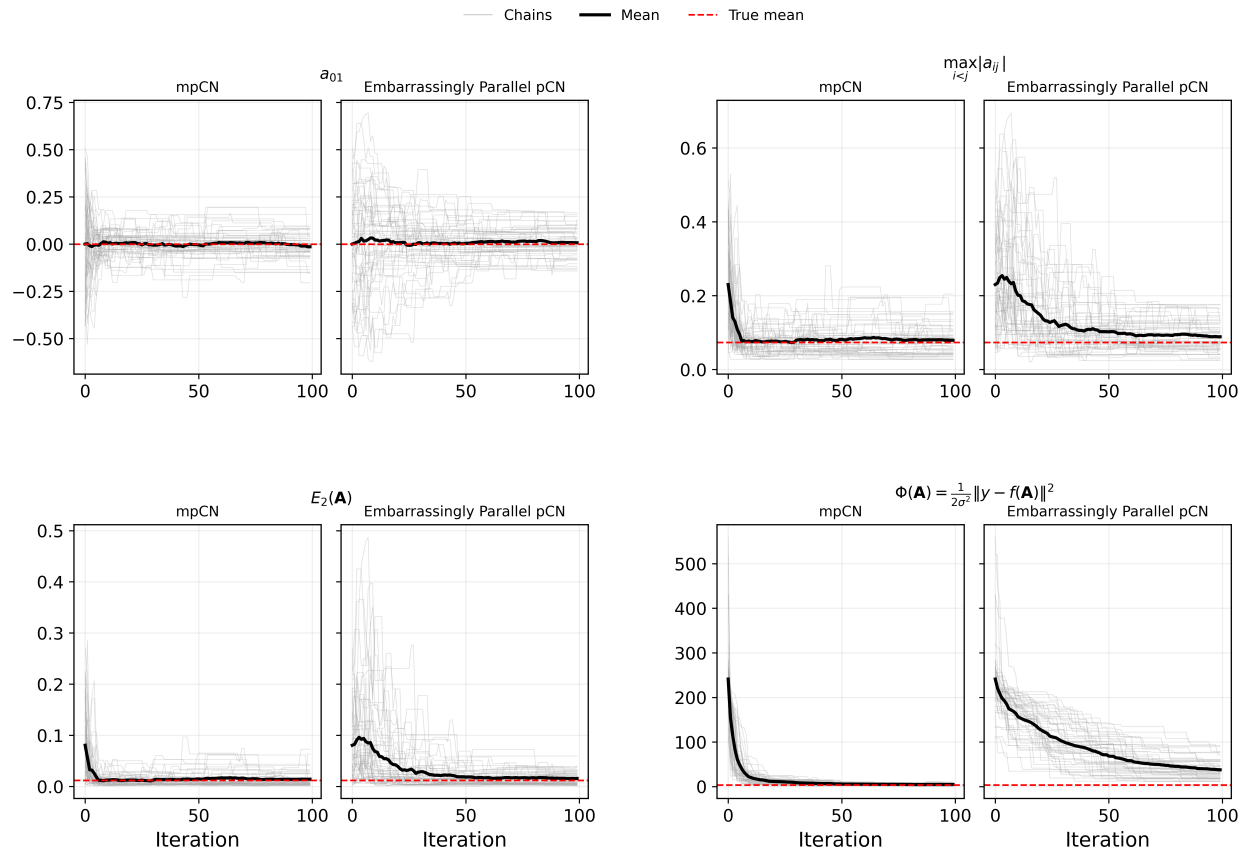 Chains Mean True mean
a₀₁
mpCN Embarrassingly Parallel pCN
max|aᵢⱼ|
i<j
mpCN Embarrassingly Parallel pCN
0.75
0.50
0.25
0.00
−0.25
−0.50
0 50 100 0 50 100
0.6
0.4
0.2
0.0
0 50 100 0 50 100
E₂(𝐀)
mpCN Embarrassingly Parallel pCN
Φ(𝐀) = 1/(2σ²)‖y − f(𝐀)‖²
mpCN Embarrassingly Parallel pCN
0.5
0.4
0.3
0.2
0.1
0.0
0 50 100 0 50 100
Iteration Iteration
500
400
300
200
100
0
0 50 100 0 50 100
Iteration Iteration